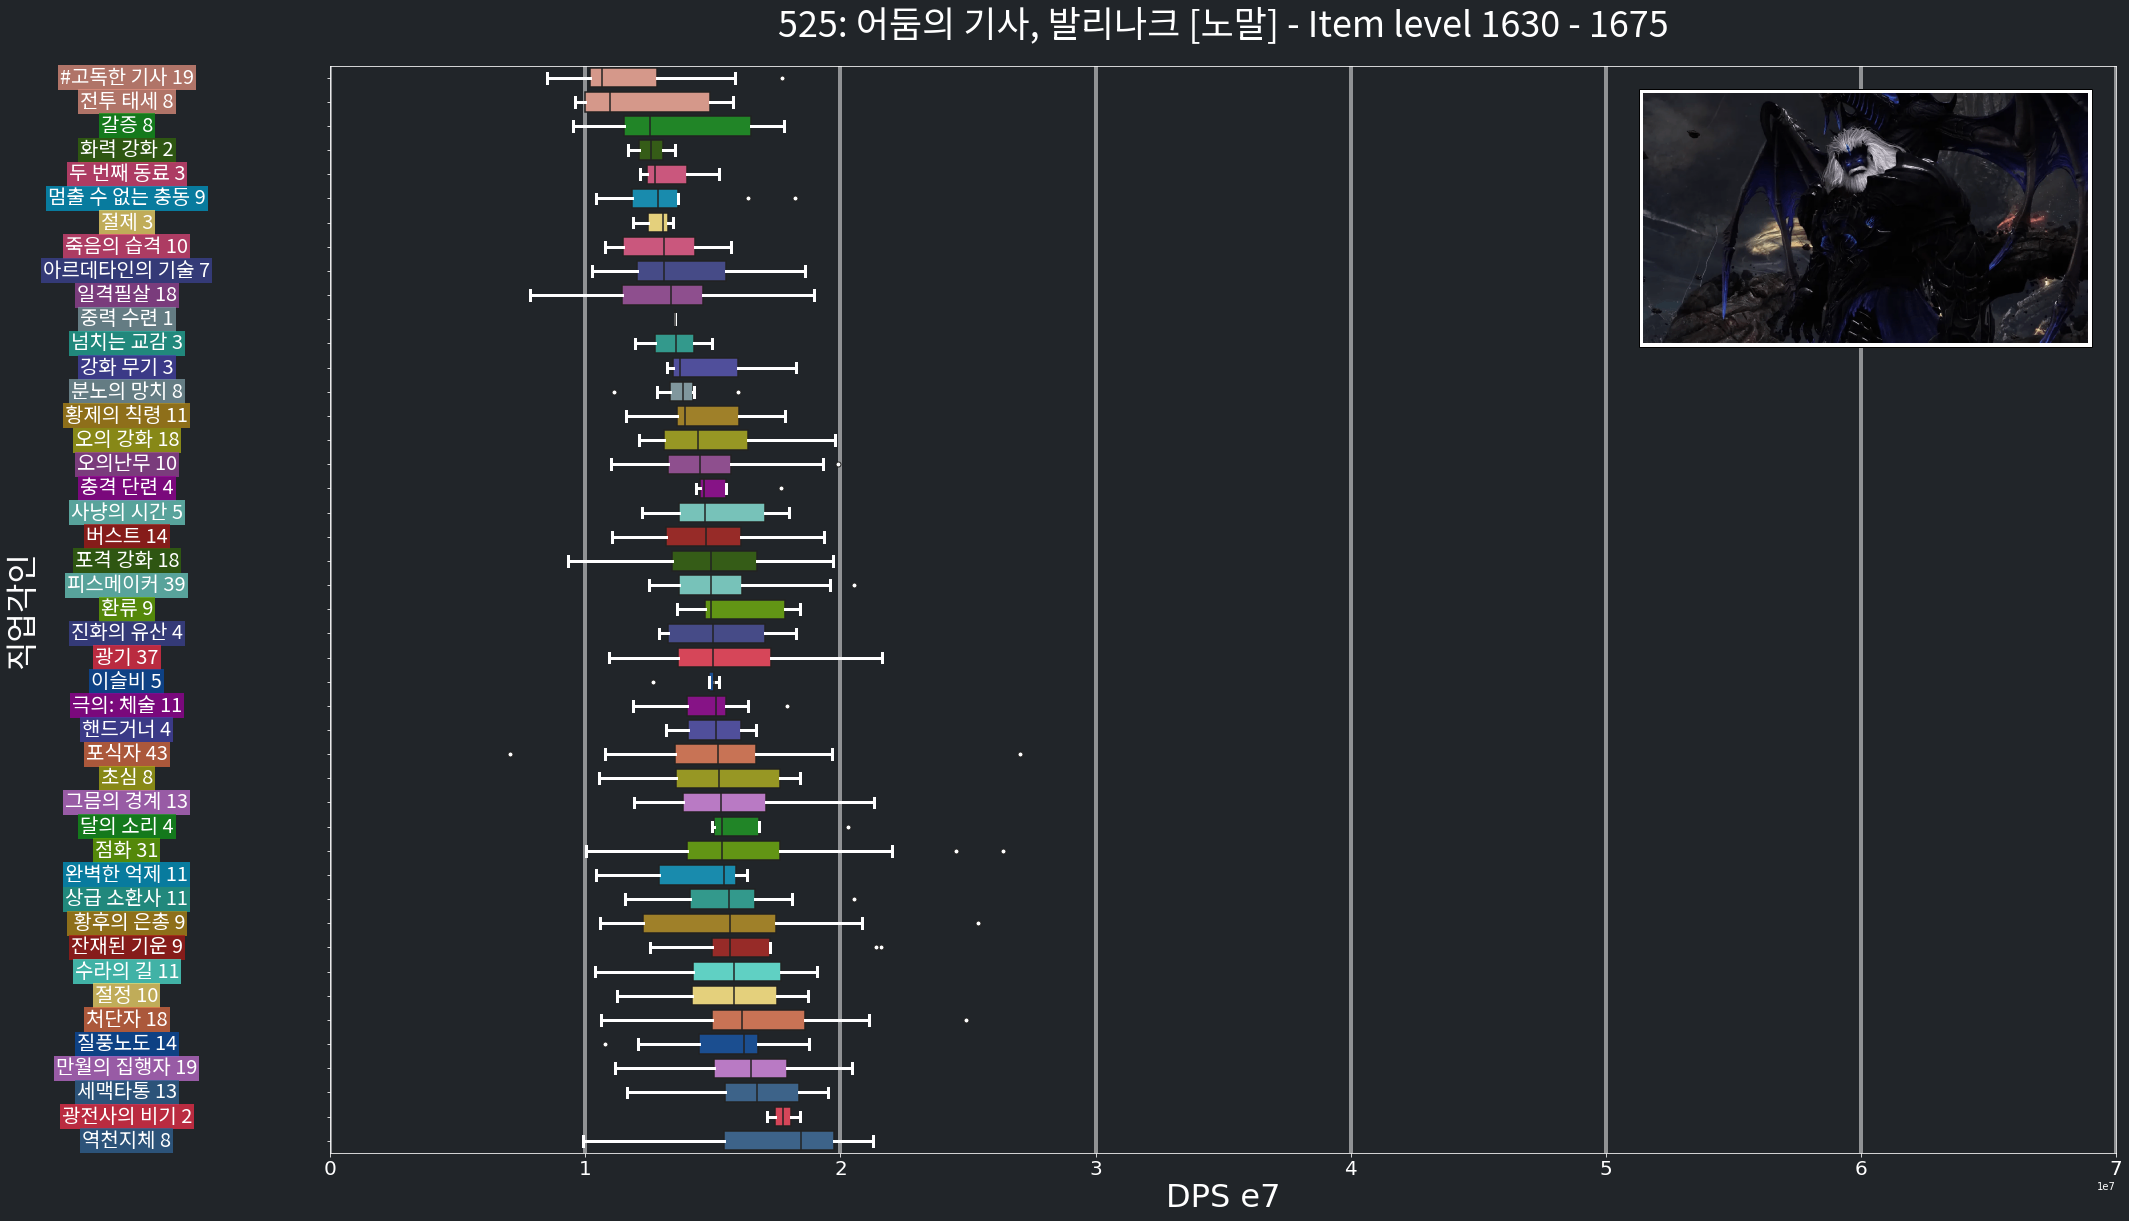 525: 어둠의 기사, 발리나크 [노말] - Item level 1630 - 1675
#고독한 기사 19
전투 태세 8
갈증 8
화력 강화 2
두 번째 동료 3
멈출 수 없는 충동 9
절제 3
죽음의 습격 10
아르데타인의 기술 7
일격필살 18
중력 수련 1
넘치는 교감 3
강화 무기 3
분노의 망치 8
황제의 칙령 11
오의 강화 18
오의난무 10
충격 단련 4
사냥의 시간 5
버스트 14
포격 강화 18
피스메이커 39
환류 9
진화의 유산 4
광기 37
이슬비 5
극의: 체술 11
핸드거너 4
포식자 43
초심 8
그믐의 경계 13
달의 소리 4
점화 31
완벽한 억제 11
상급 소환사 11
황후의 은총 9
잔재된 기운 9
수라의 길 11
절정 10
처단자 18
질풍노도 14
만월의 집행자 19
세맥타통 13
광전사의 비기 2
역천지체 8
직업각인
0 1 2 3 4 5 6 7
1e7
DPS e7